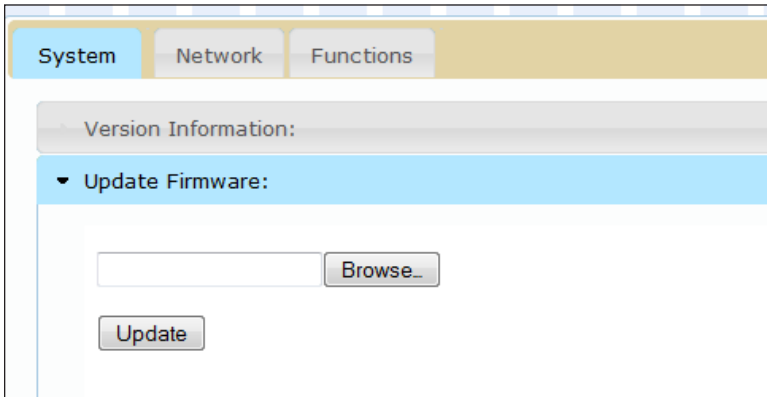 System Network Functions
Version Information:
Update Firmware:
Browse…
Update